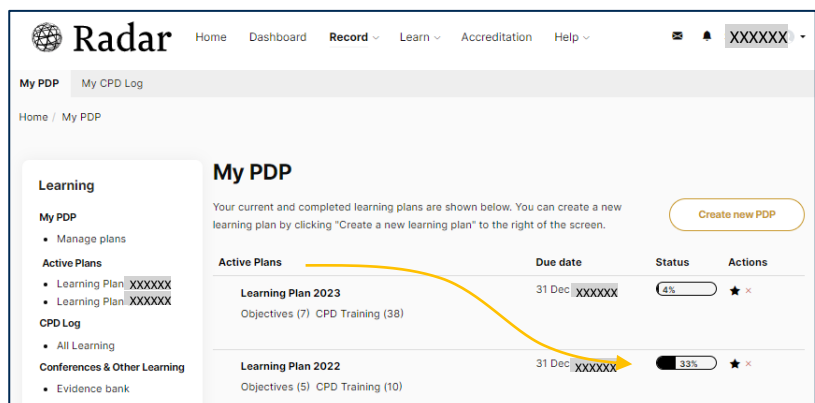 Radar Home Dashboard Record Learn Accreditation Help XXXXXX
My PDP My CPD Log
Home / My PDP
Learning
My PDP
• Manage plans
Active Plans
• Learning Plan XXXXXX
• Learning Plan XXXXXX
CPD Log
• All Learning
Conferences & Other Learning
• Evidence bank
My PDP
Your current and completed learning plans are shown below. You can create a new
learning plan by clicking "Create a new learning plan" to the right of the screen.
Create new PDP
Active Plans Due date Status Actions
Learning Plan 2023 31 Dec XXXXXX 4% ×
Objectives (7) CPD Training (38)
Learning Plan 2022 31 Dec XXXXXX 33% ×
Objectives (5) CPD Training (10)